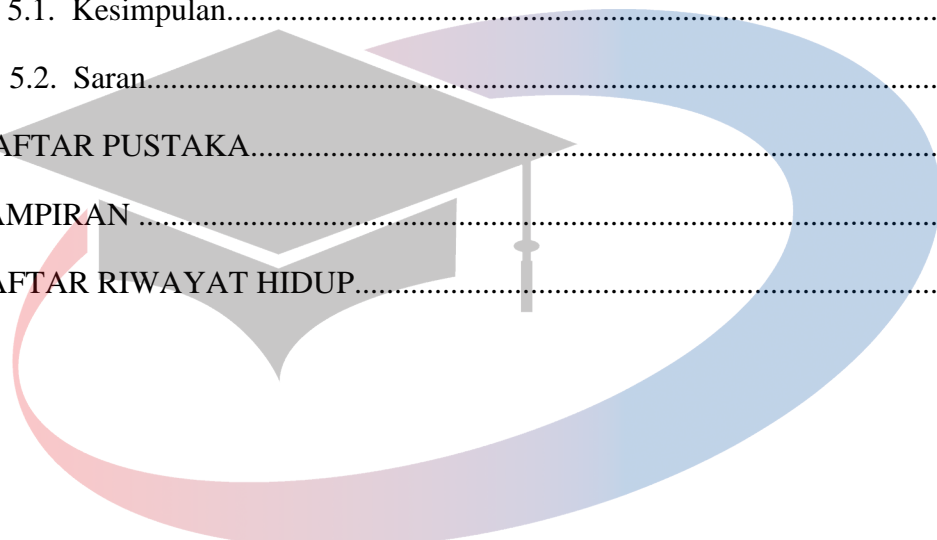 5.1. Kesimpulan........................................................................................
5.2. Saran..................................................................................................
AFTAR PUSTAKA.....................................................................................
AMPIRAN ..................................................................................................
AFTAR RIWAYAT HIDUP.......................................................................